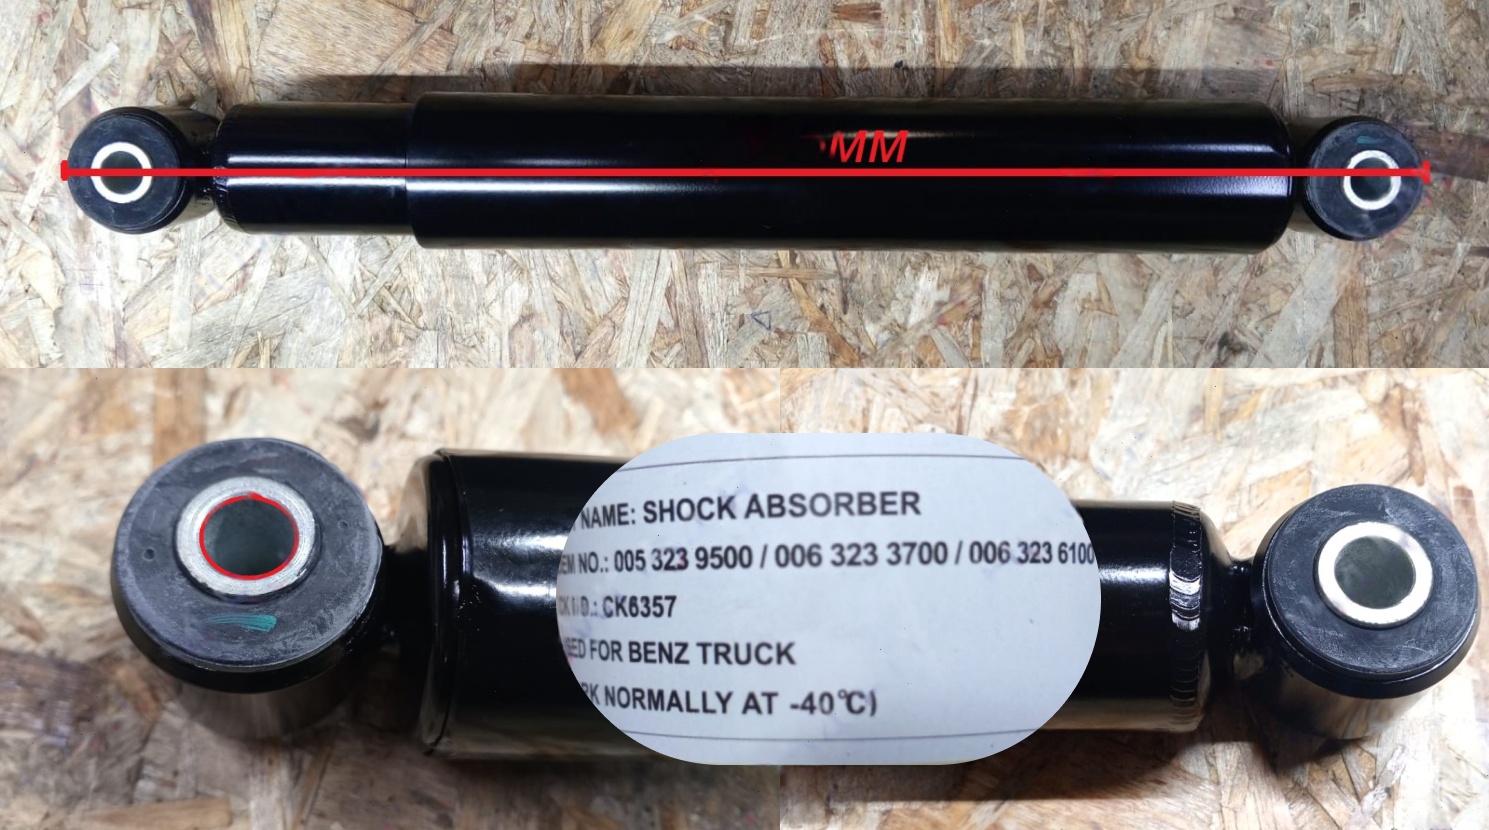 MM
NAME: SHOCK ABSORBER
NO.: 005 323 9500 / 006 323 3700 / 006 323 6100
CK6357
FOR BENZ TRUCK
NORMALLY AT -40℃)